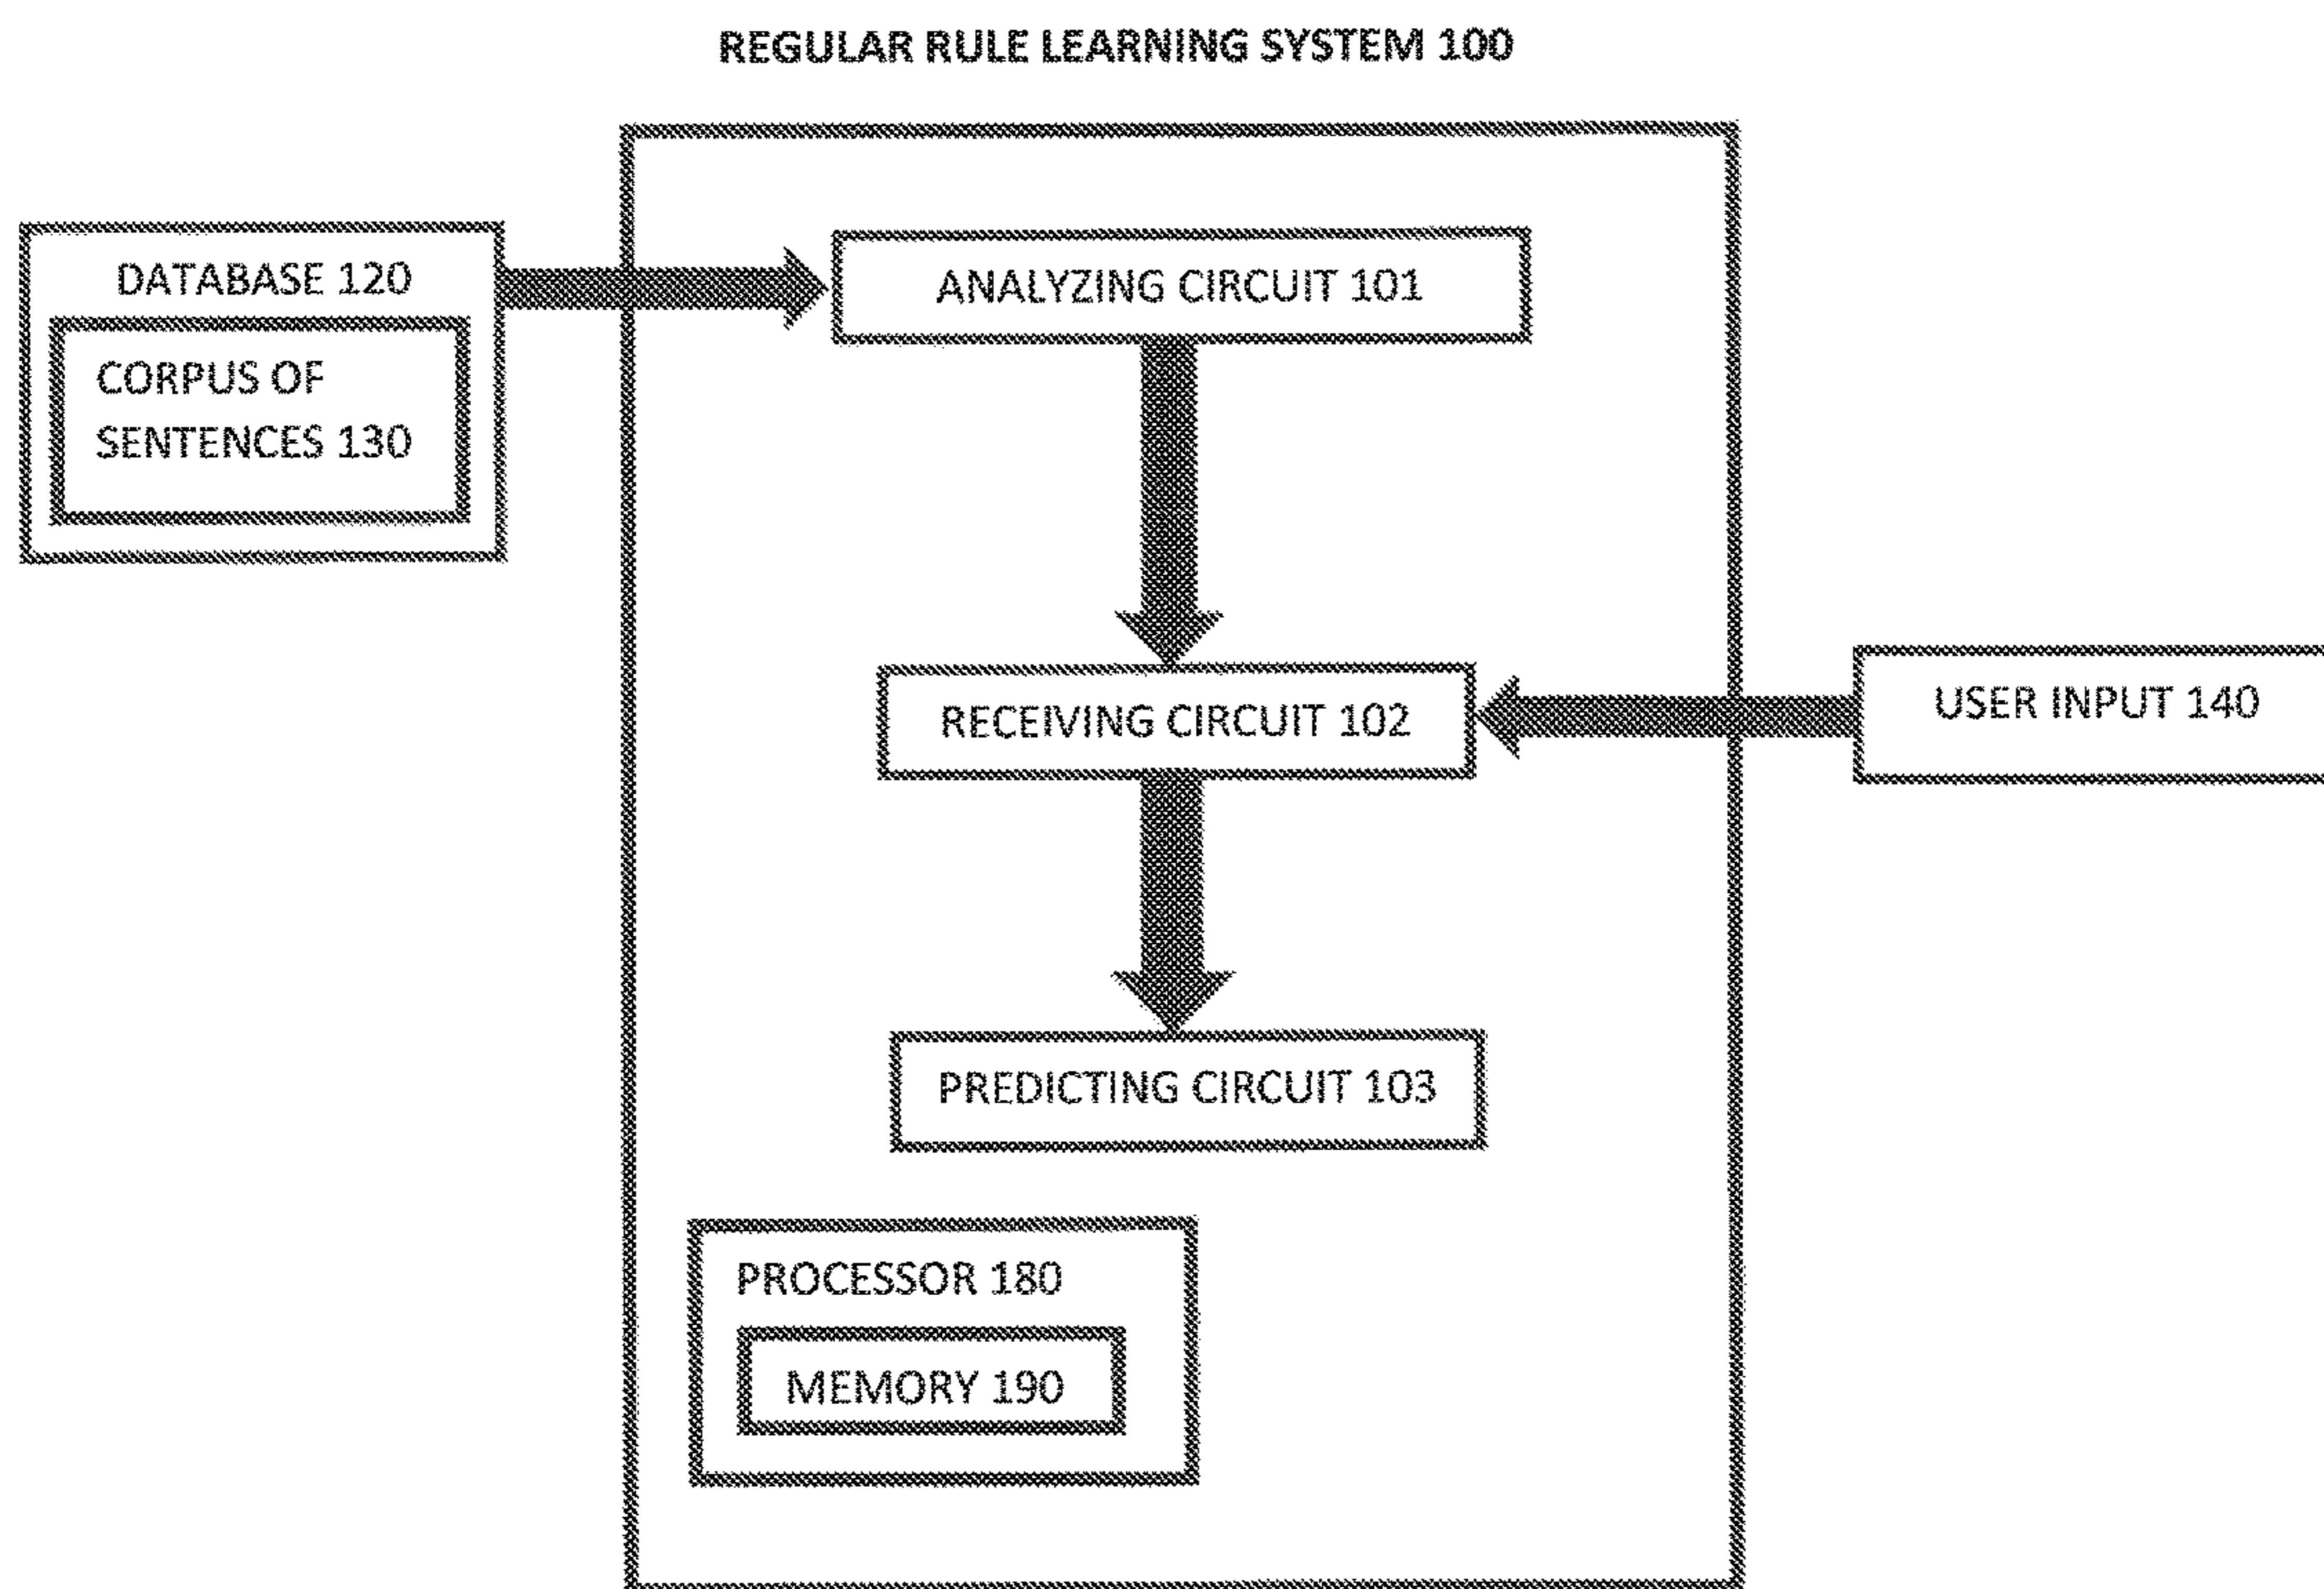 REGULAR RULE LEARNING SYSTEM 100
DATABASE 120
CORPUS OF
SENTENCES 130
ANALYZING CIRCUIT 101
RECEIVING CIRCUIT 102
USER INPUT 140
PREDICTING CIRCUIT 103
PROCESSOR 180
MEMORY 190